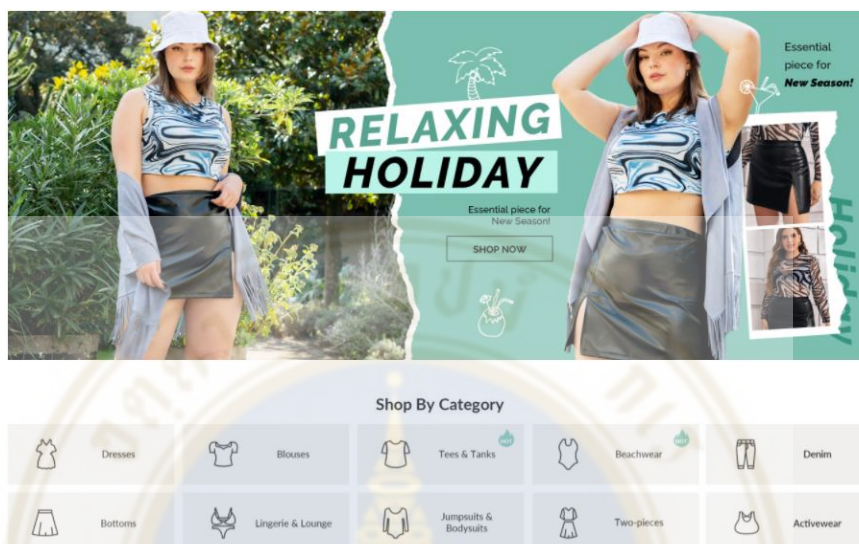 Essential
piece for
New Season!
RELAXING
HOLIDAY
Essential piece for
New Season!
SHOP NOW
Holiday
Shop By Category
Dresses
Blouses
HOT
Tees & Tanks
HOT
Beachwear
Denim
Bottoms
Lingerie & Lounge
Jumpsuits &
Bodysuits
Two-pieces
Activewear